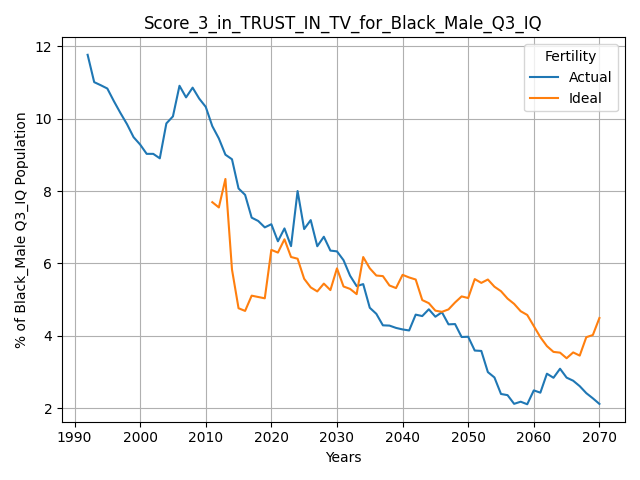 Score_3_in_TRUST_IN_TV_for_Black_Male_Q3_IQ
% of Black_Male Q3_IQ Population
12
10
8
6
4
2
Fertility
Actual
Ideal
1990 2000 2010 2020 2030 2040 2050 2060 2070
Years